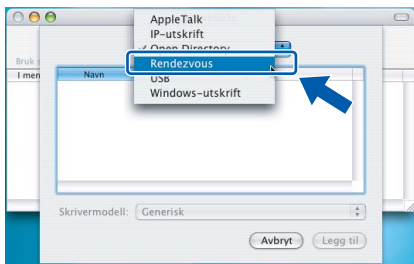 AppleTalk
IP-utskrift
✓ Open Directory
Rendezvous
USB
Windows-utskrift
Bruk
I men
Navn
Skrivermodell: Generisk
Avbryt
Legg til